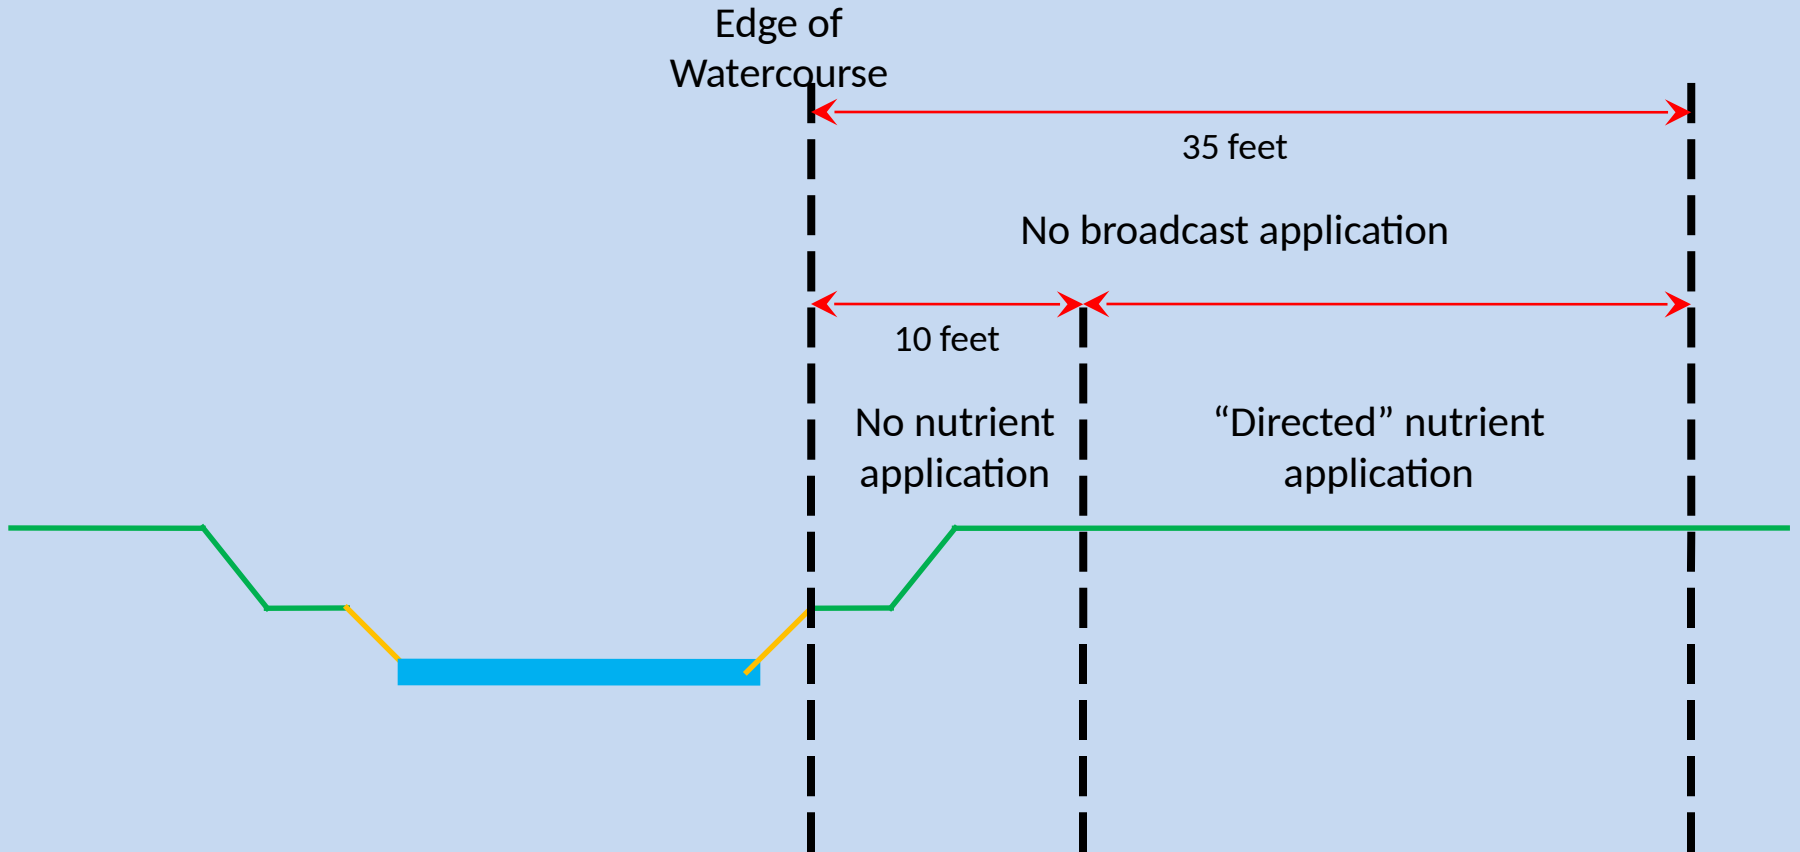 Edge of
Watercourse
35 feet
No broadcast application
10 feet
No nutrient
application
“Directed” nutrient
application